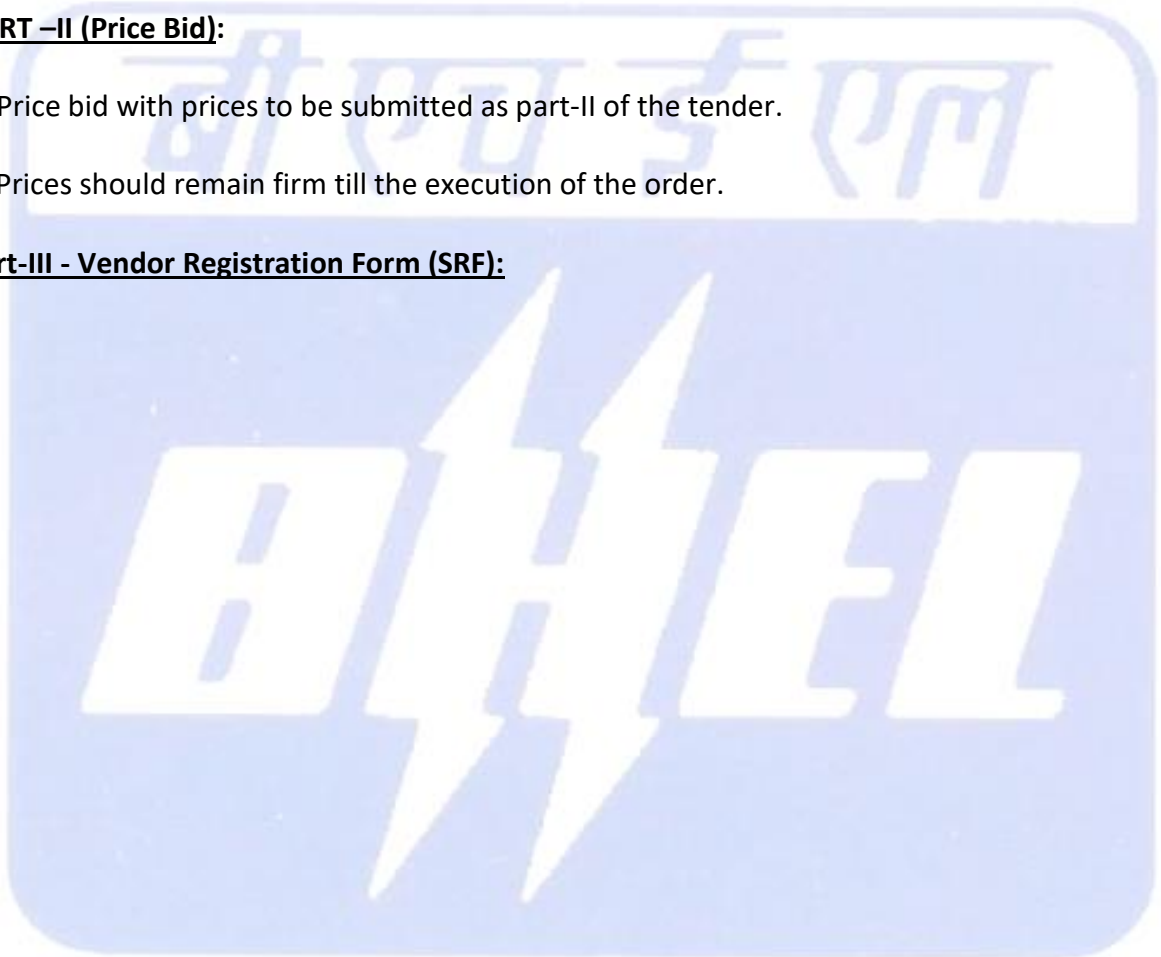 RT –II (Price Bid):
बी एच ई एल
Price bid with prices to be submitted as part-II of the tender.
Prices should remain firm till the execution of the order.
rt-III - Vendor Registration Form (SRF):
BHEL